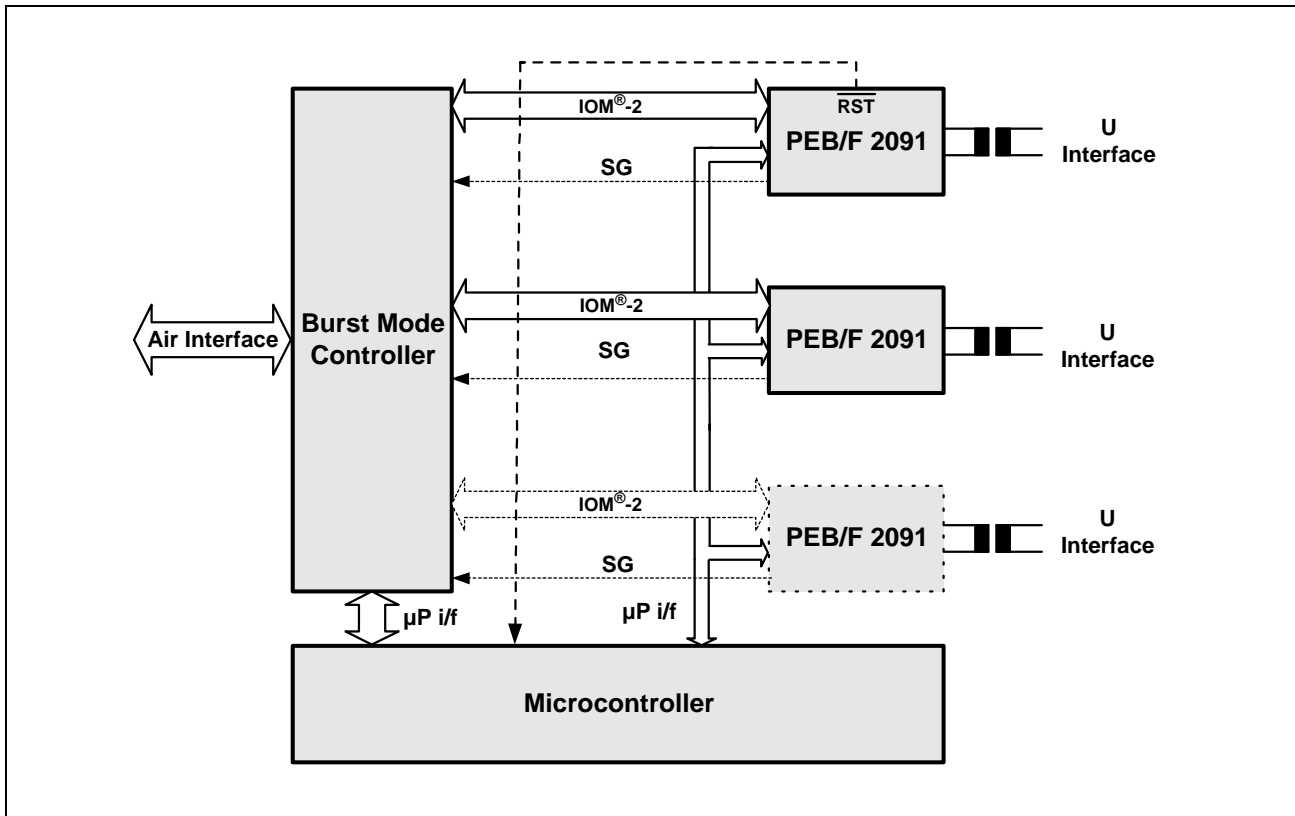 IOM®-2
RST
PEB/F 2091
U
Interface
SG
IOM®-2
Burst Mode
Controller
Air Interface
PEB/F 2091
U
Interface
SG
IOM®-2
PEB/F 2091
U
Interface
SG
µP i/f
µP i/f
Microcontroller